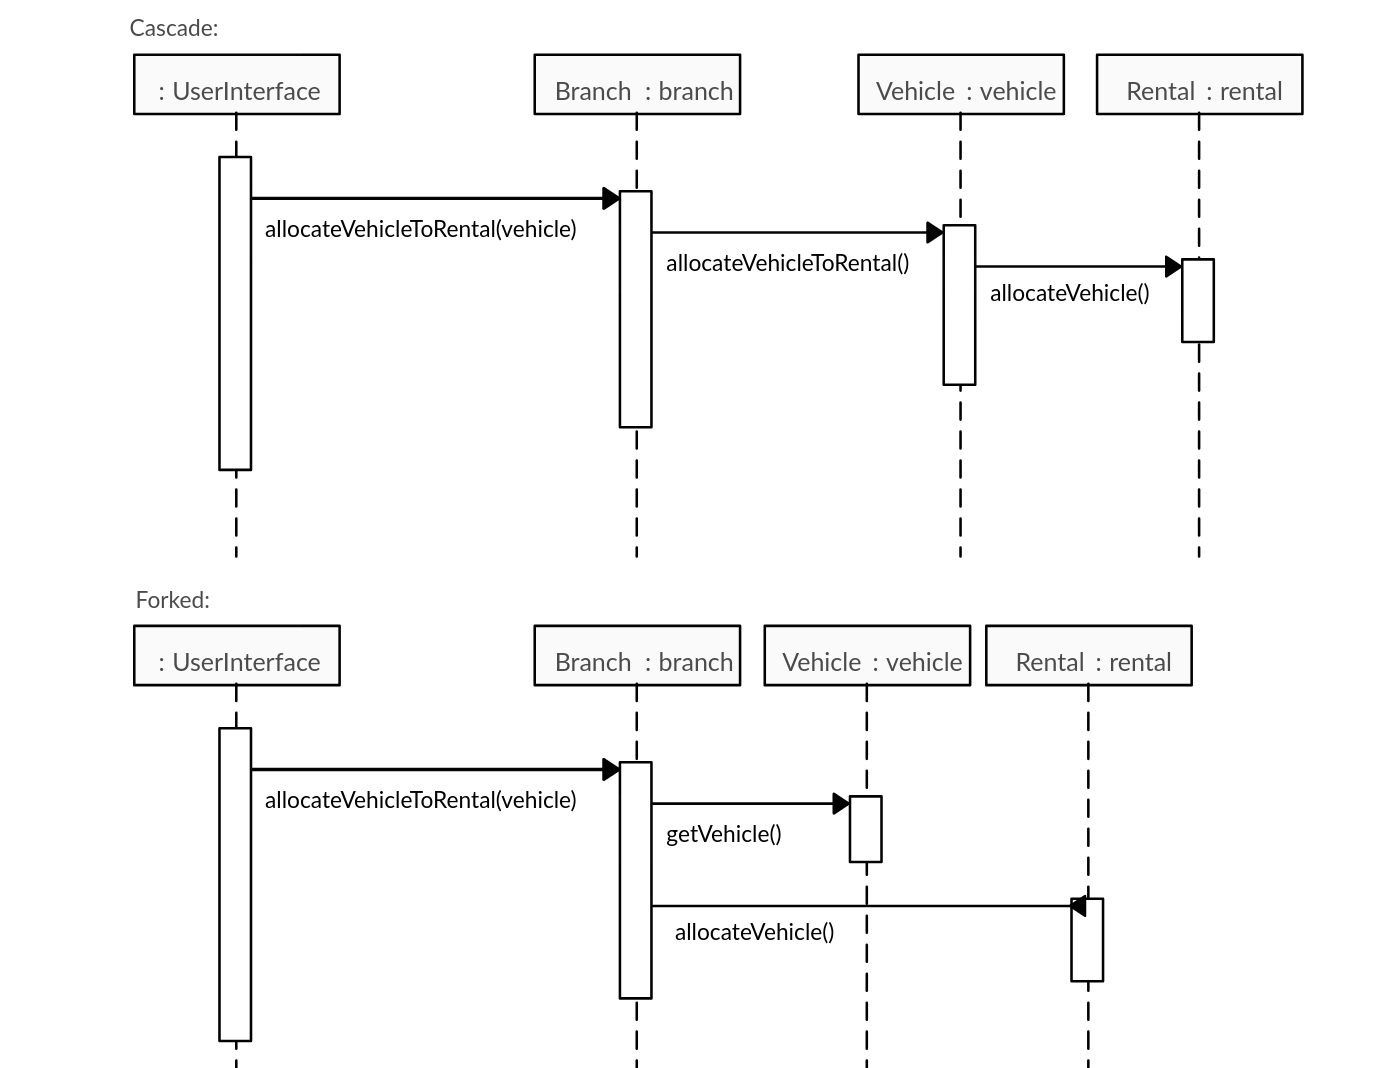 Cascade:
: UserInterface
Branch : branch
Vehicle : vehicle
Rental : rental
allocateVehicleToRental(vehicle)
allocateVehicleToRental()
allocateVehicle()
Forked:
: UserInterface
Branch : branch
Vehicle : vehicle
Rental : rental
allocateVehicleToRental(vehicle)
getVehicle()
allocateVehicle()